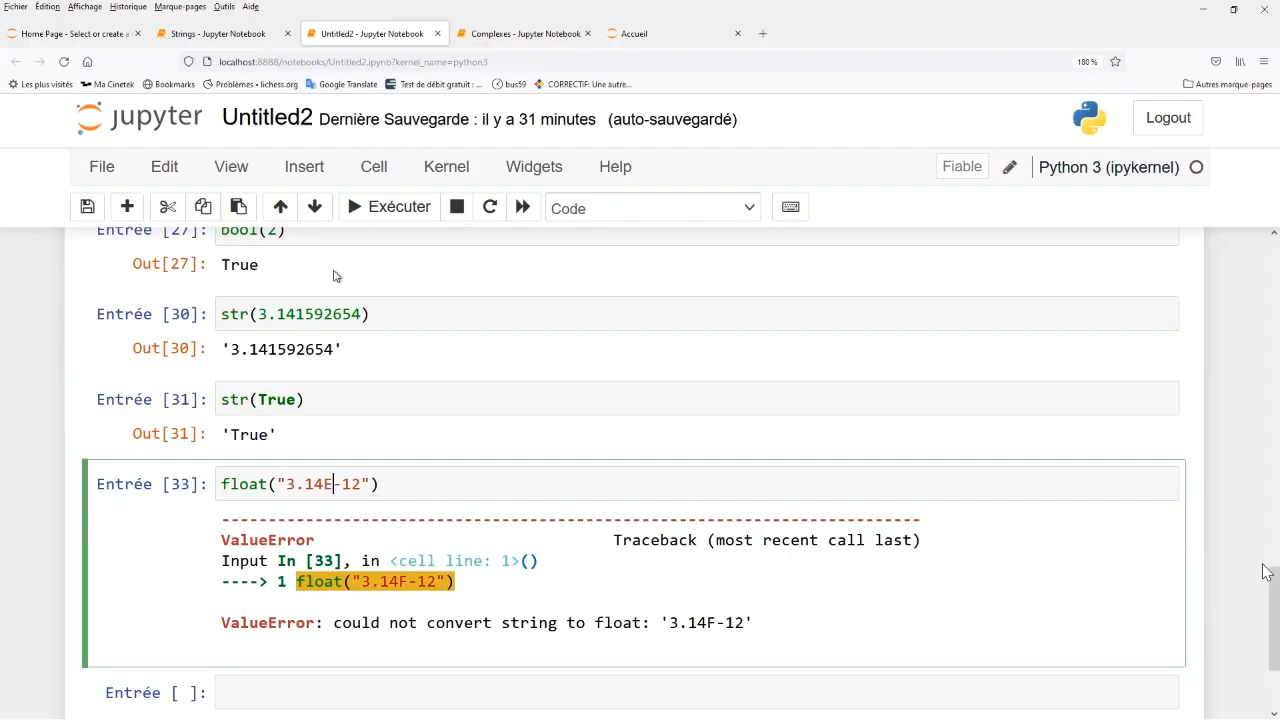 Fichier Édition Affichage Historique Marque-pages Outils Aide
Home Page - Select or create a Strings - Jupyter Notebook Untitled2 - Jupyter Notebook Complexes - Jupyter Notebook Accueil
localhost:8888/notebooks/Untitled2.ipynb?kernel_name=python3 180 %
Les plus visités Ma Cinetek Bookmarks Problèmes • lichess.org Google Translate Test de débit gratuit : ... bus59 CORRECTIF: Une autre... Autres marque-pages
jupyter Untitled2 Dernière Sauvegarde : il y a 31 minutes (auto-sauvegardé) Logout
File Edit View Insert Cell Kernel Widgets Help Fiable Python 3 (ipykernel)
Exécuter Code
Entrée [27]: bool(2)
Out[27]: True
Entrée [30]: str(3.141592654)
Out[30]: '3.141592654'
Entrée [31]: str(True)
Out[31]: 'True'
Entrée [33]: float("3.14E-12")
---------------------------------------------------------------------------
ValueError Traceback (most recent call last)
Input In [33], in <cell line: 1>()
----> 1 float("3.14F-12")
ValueError: could not convert string to float: '3.14F-12'
Entrée [ ]: